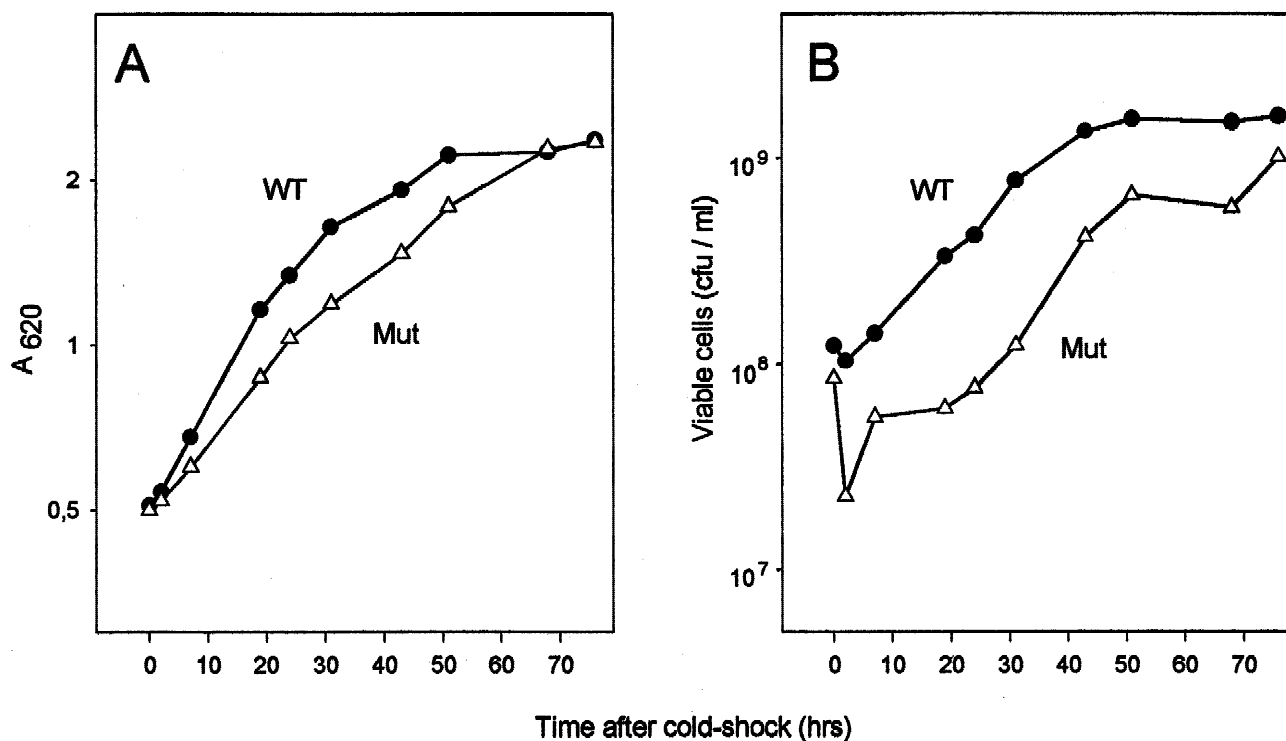 A
B
WT
Mut
2
1
0,5
A620
0 10 20 30 40 50 60 70
WT
Mut
10⁹
10⁸
10⁷
Viable cells (cfu / ml)
0 10 20 30 40 50 60 70
Time after cold-shock (hrs)